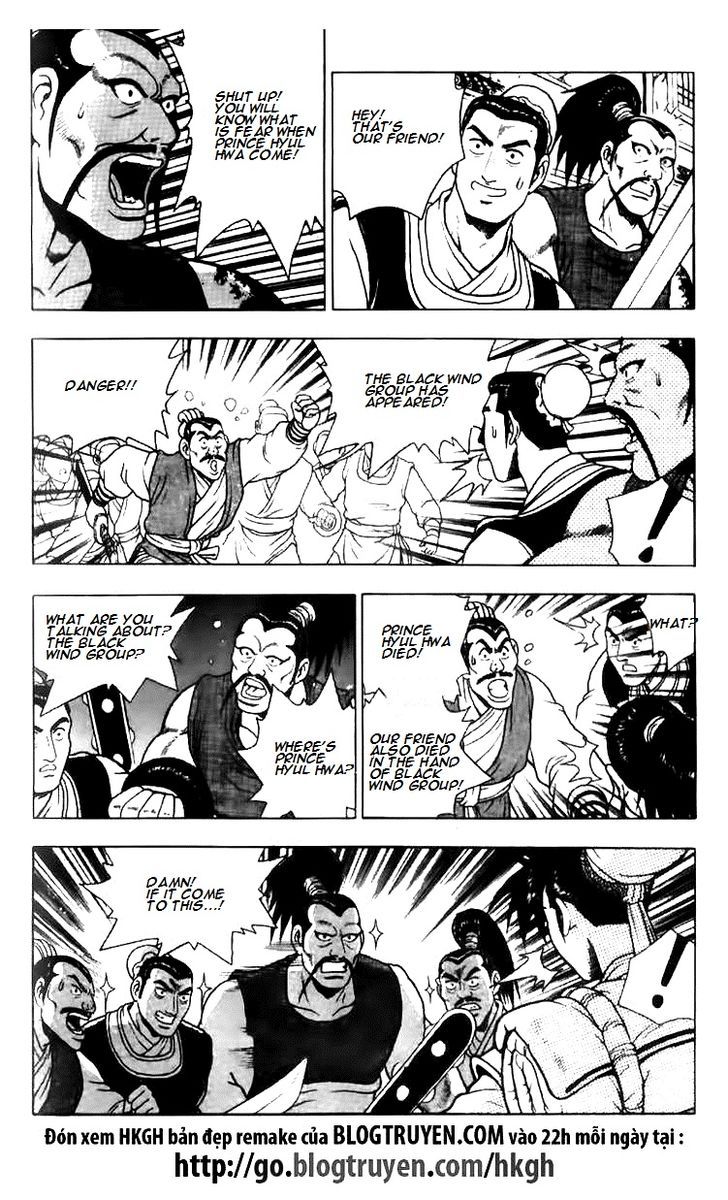 SHUT UP!
YOU WILL
KNOW WHAT
IS FEAR WHEN
PRINCE HYUL
HWA COME!
HEY!
THAT'S
OUR FRIEND!
DANGER!!
THE BLACK WIND
GROUP HAS
APPEARED!
!
WHAT ARE YOU
TALKING ABOUT?
THE BLACK
WIND GROUP?
WHERE'S
PRINCE
HYUL HWA?
PRINCE
HYUL HWA
DIED!
WHAT?
OUR FRIEND
ALSO DIED
IN THE HAND
OF BLACK
WIND GROUP!
DAMN!
IF IT COME
TO THIS...!
!
Đón xem HKGH bản đẹp remake của BLOGTRUYEN.COM vào 22h mỗi ngày tại :
http://go.blogtruyen.com/hkgh